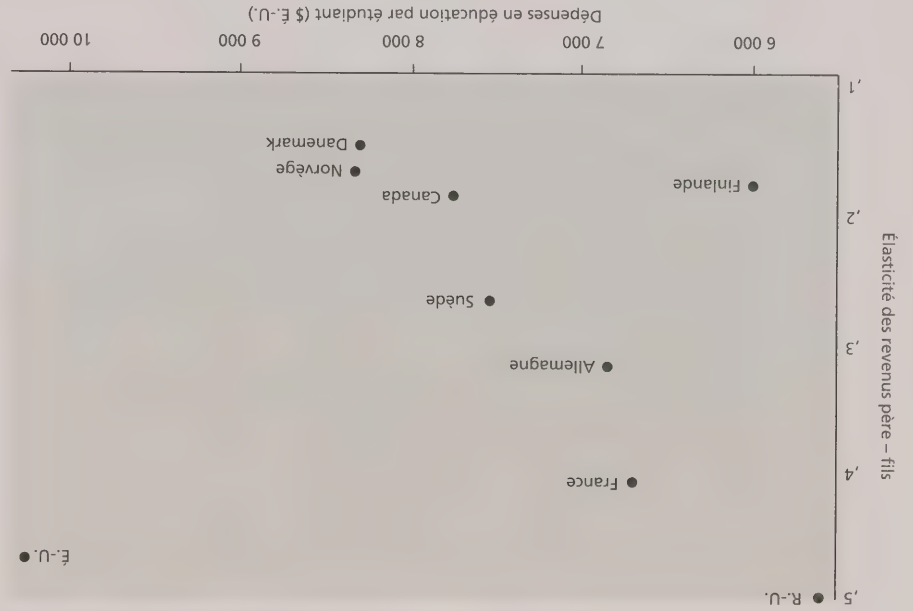 Élasticité des revenus père – fils
,5
,4
,3
,2
,1
R.-U.
É.-U.
France
Allemagne
Suède
Finlande
Canada
Norvège
Danemark
6 000
7 000
8 000
9 000
10 000
Dépenses en éducation par étudiant ($ É.-U.)